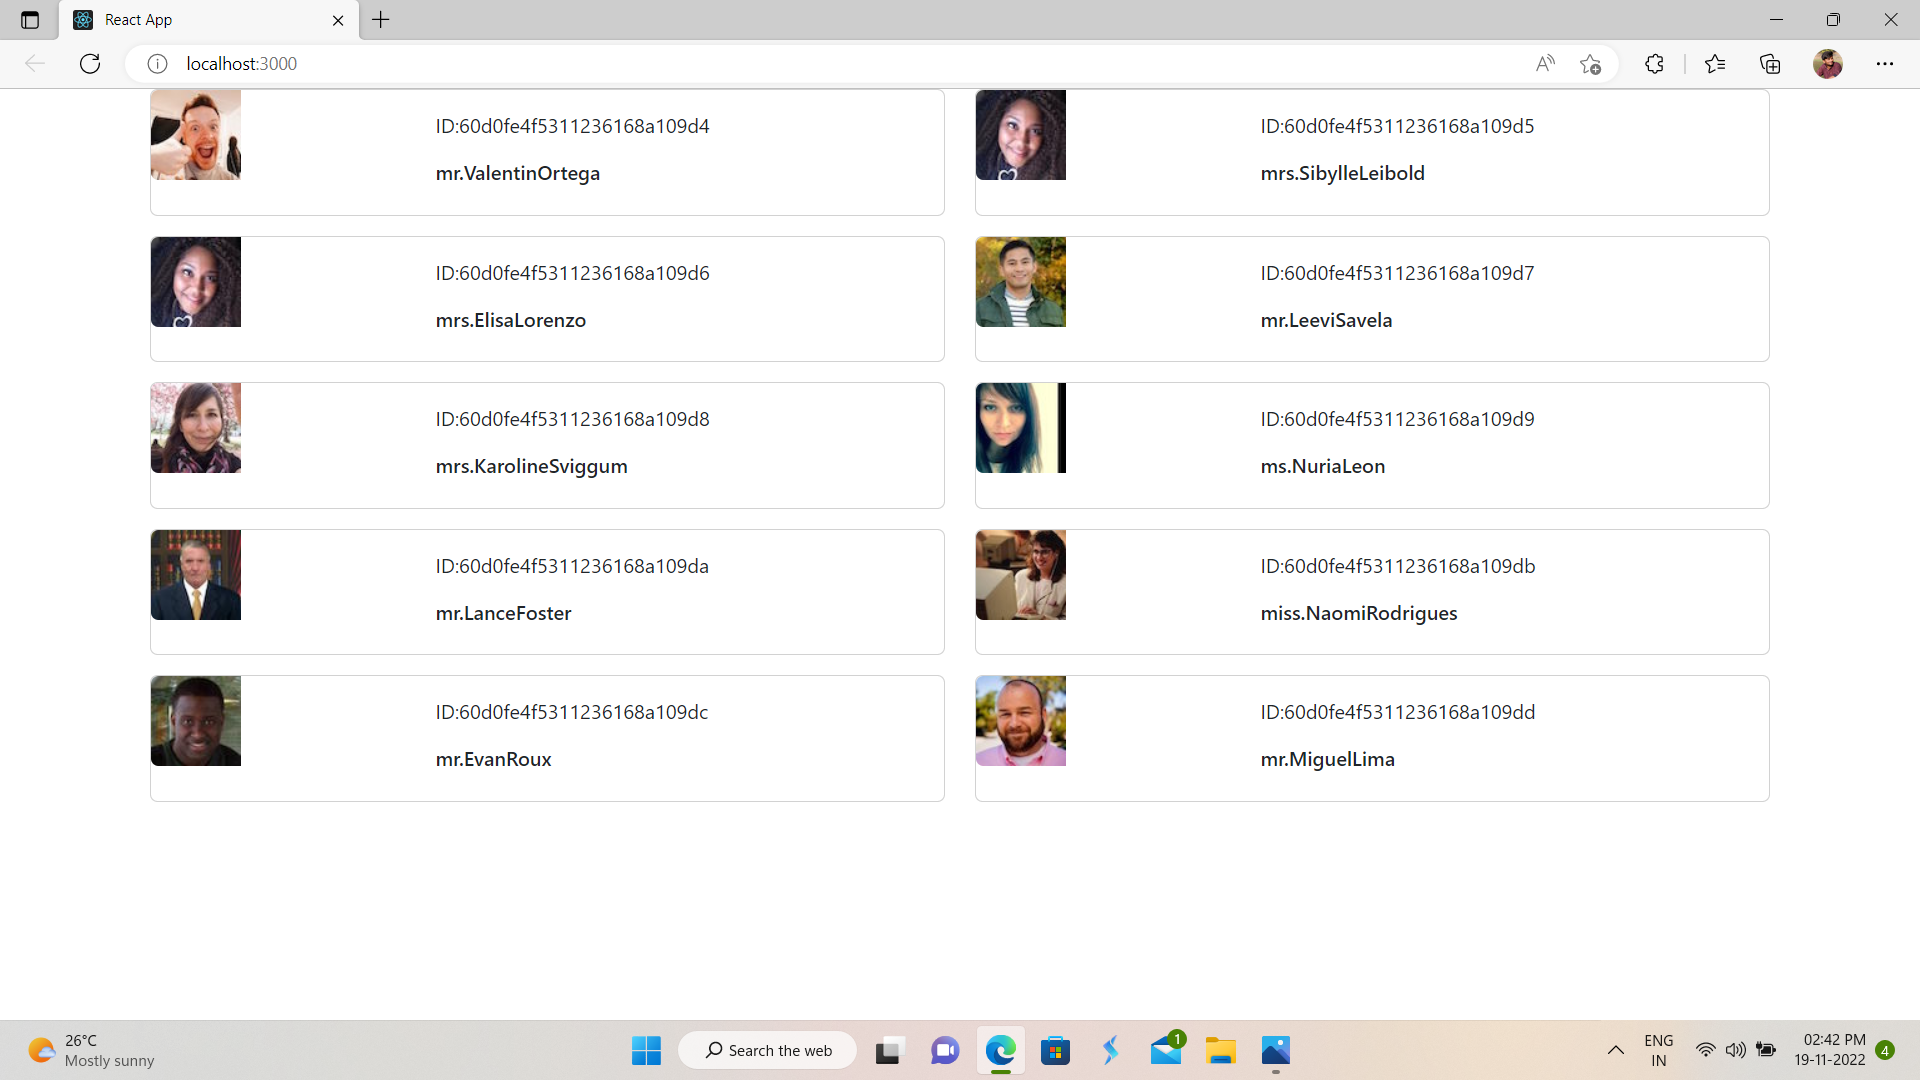 React App
localhost:3000
ID:60d0fe4f5311236168a109d4
mr.ValentinOrtega
ID:60d0fe4f5311236168a109d5
mrs.SibylleLeibold
ID:60d0fe4f5311236168a109d6
mrs.ElisaLorenzo
ID:60d0fe4f5311236168a109d7
mr.LeeviSavela
ID:60d0fe4f5311236168a109d8
mrs.KarolineSviggum
ID:60d0fe4f5311236168a109d9
ms.NuriaLeon
ID:60d0fe4f5311236168a109da
mr.LanceFoster
ID:60d0fe4f5311236168a109db
miss.NaomiRodrigues
ID:60d0fe4f5311236168a109dc
mr.EvanRoux
ID:60d0fe4f5311236168a109dd
mr.MiguelLima
26°C
Mostly sunny
Search the web
1
ENG
IN
02:42 PM
19-11-2022
4